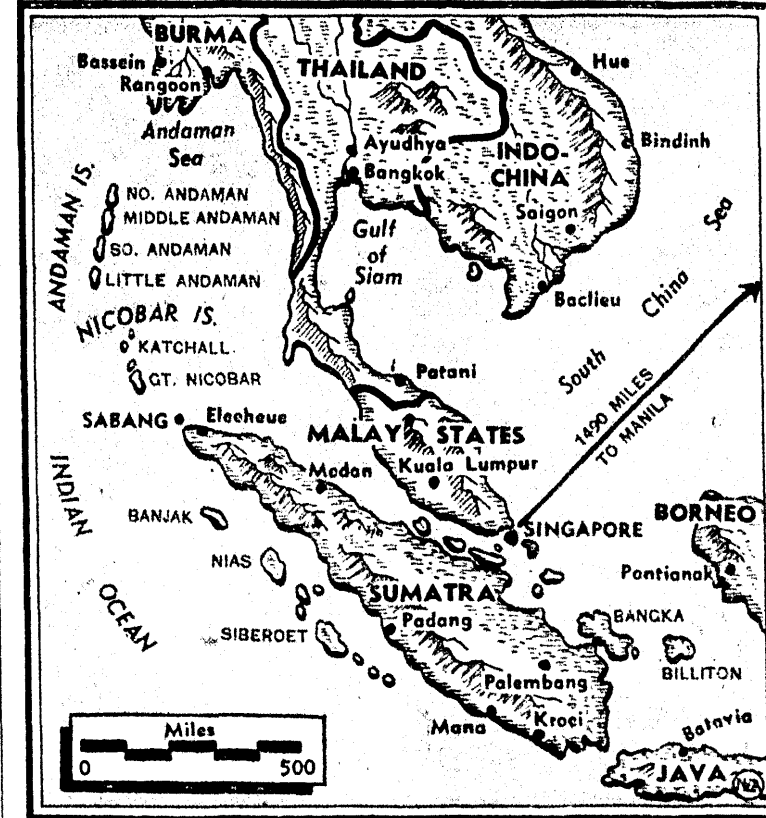 BURMA
Bassein
Rangoon
THAILAND
Hue
Andaman
Sea
Ayudhya
Bangkok
INDO-
CHINA
Bindinh
ANDAMAN IS.
NO. ANDAMAN
MIDDLE ANDAMAN
SO. ANDAMAN
LITTLE ANDAMAN
Gulf
of
Siam
Saigon
Baclieu
South China Sea
NICOBAR IS.
KATCHALL
GT. NICOBAR
Patani
1490 MILES
TO MANILA
SABANG
Elecheue
MALAY STATES
Kuala Lumpur
Medan
INDIAN
OCEAN
BANJAK
SINGAPORE
BORNEO
NIAS
Pontianak
SUMATRA
Padang
SIBEROET
BANGKA
BILLITON
Palembang
Mana
Kroei
Batavia
JAVA
Miles
0 500